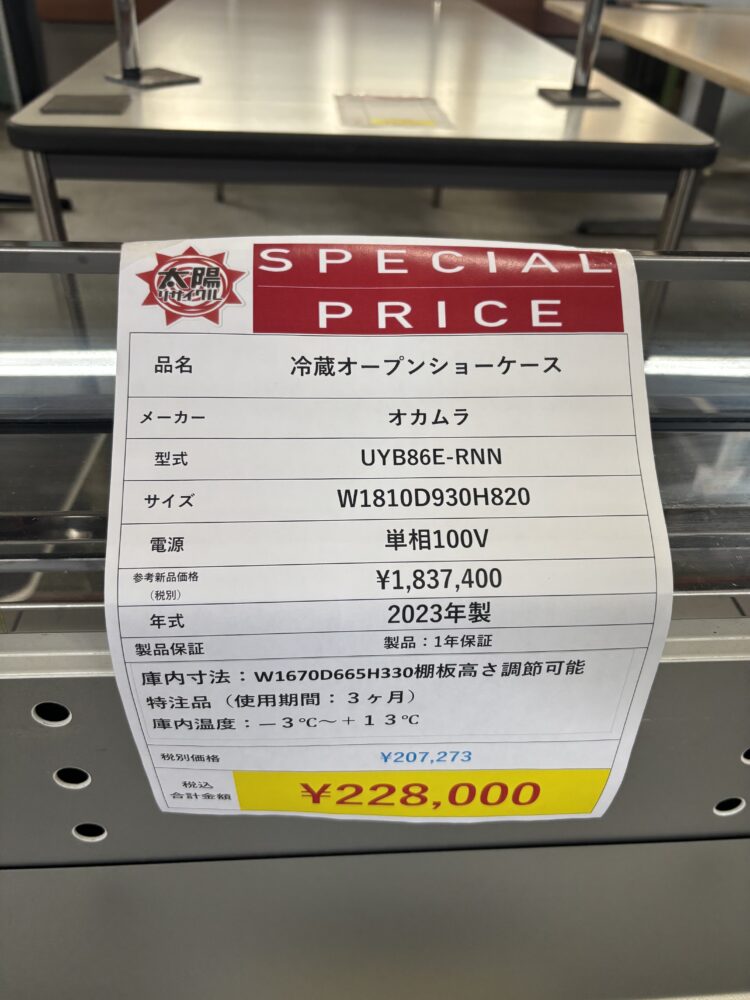 太陽
リサイクル
SPECIAL
PRICE
品名 冷蔵オープンショーケース
メーカー オカムラ
型式 UYB86E-RNN
サイズ W1810D930H820
電源 単相100V
参考新品価格
（税別） ¥1,837,400
年式 2023年製
製品保証 製品：1年保証
庫内寸法：W1670D665H330棚板高さ調節可能
特注品（使用期間：３ヶ月）
庫内温度：－３℃～＋１３℃
税別価格 ¥207,273
税込
合計金額 ¥228,000